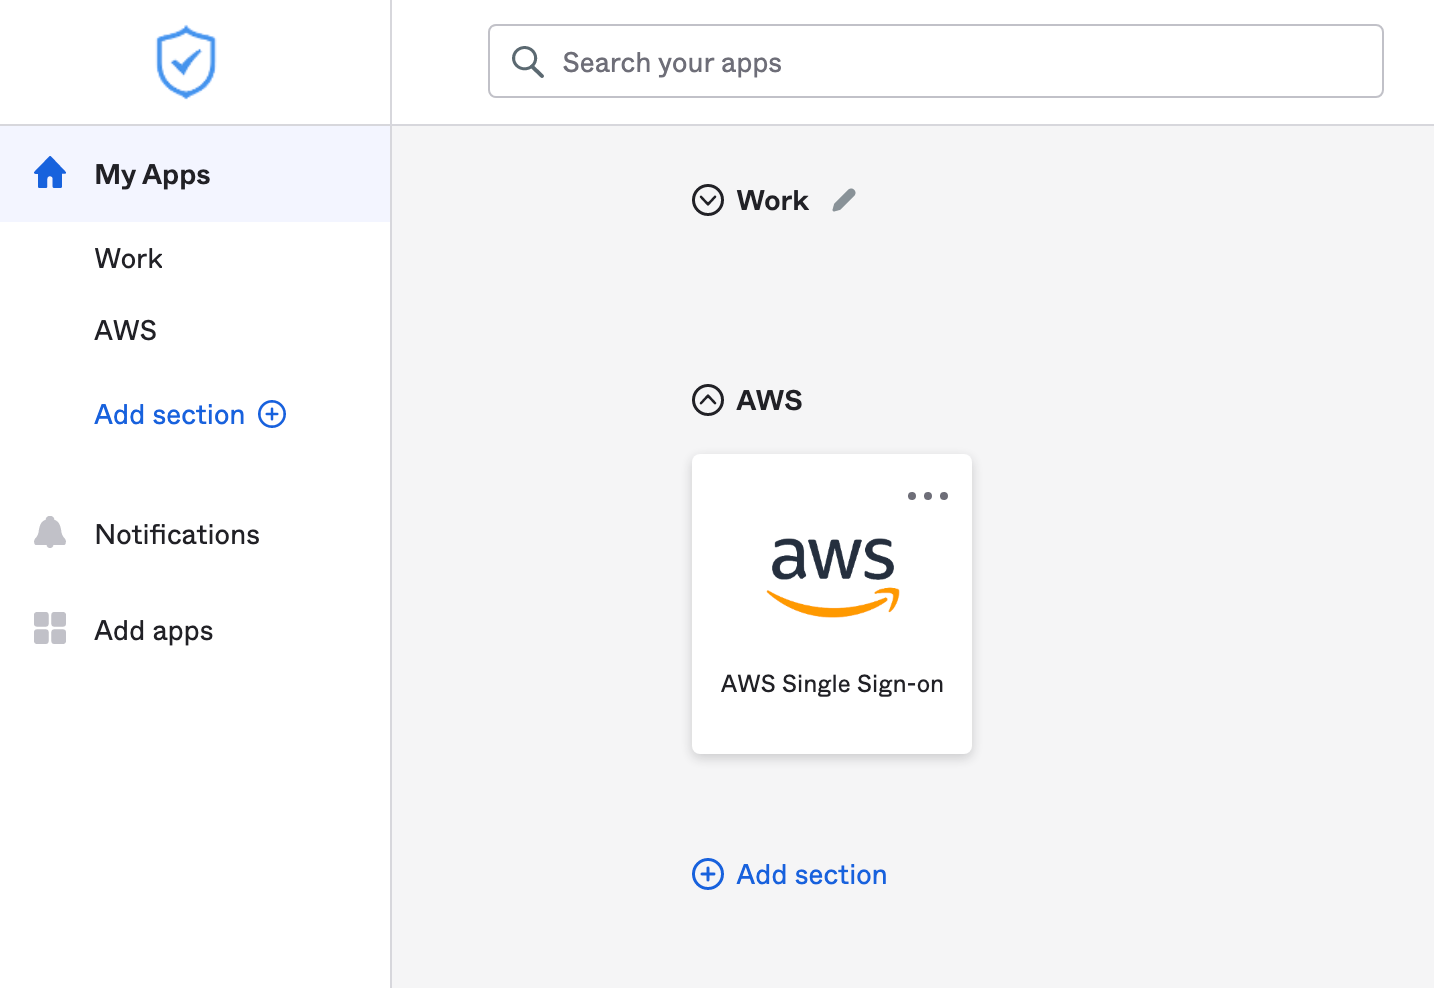 Search your apps
My Apps
Work
AWS
Add section
Notifications
Add apps
Work
AWS
aws
AWS Single Sign-on
Add section